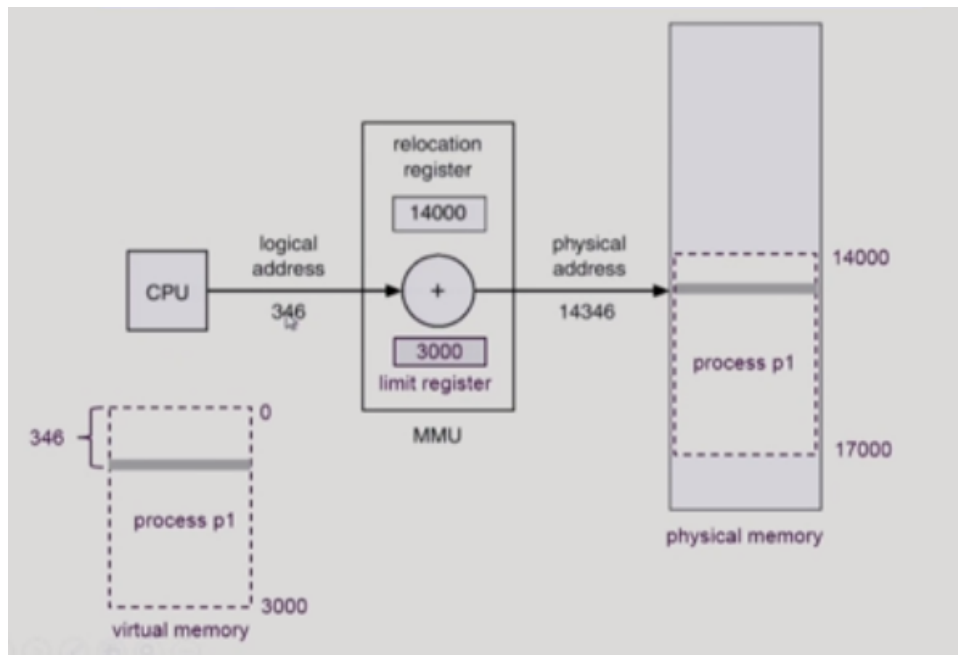 relocation
register
14000
logical
address
physical
address
14000
CPU
+
346
14346
3000
process p1
limit register
0
346
MMU
17000
process p1
physical memory
3000
virtual memory